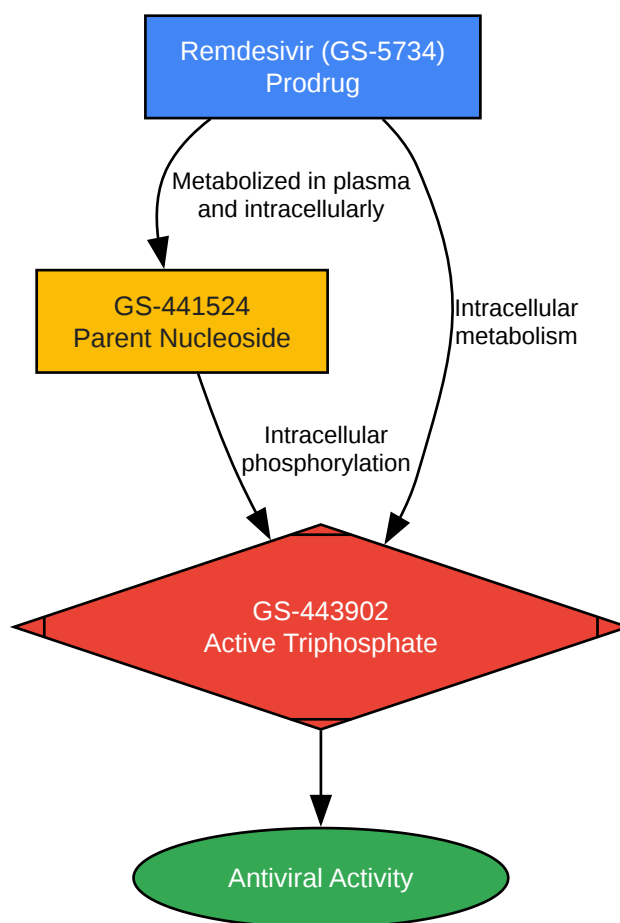 Remdesivir (GS-5734)
Prodrug
Metabolized in plasma
and intracellularly
GS-441524
Parent Nucleoside
Intracellular
metabolism
Intracellular
phosphorylation
GS-443902
Active Triphosphate
Antiviral Activity